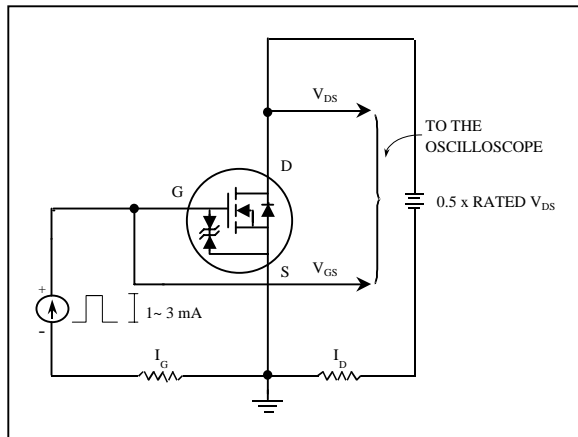 V_DS
TO THE
OSCILLOSCOPE
D
G
0.5 x RATED V_DS
S
V_GS
+
-
1~ 3 mA
I_G
I_D